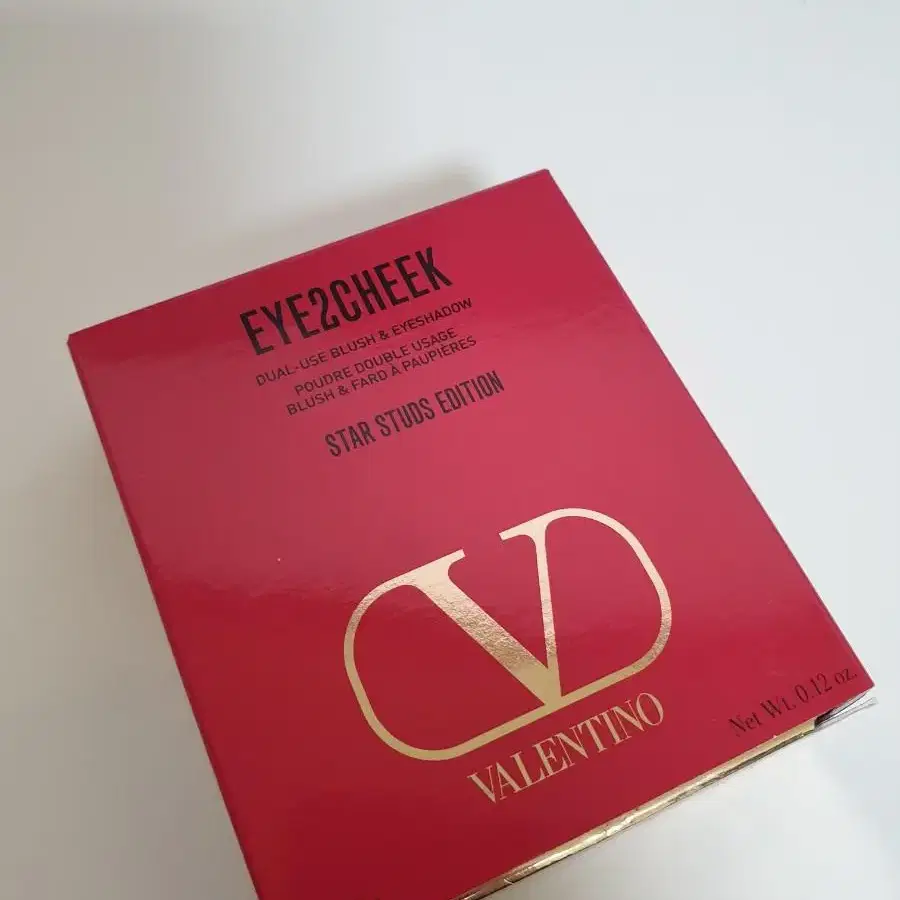 EYE2CHEEK
DUAL-USE BLUSH & EYESHADOW
POUDRE DOUBLE USAGE
BLUSH & FARD À PAUPIÈRES
STAR STUDS EDITION
V
VALENTINO
Net Wt. 0.12 oz.